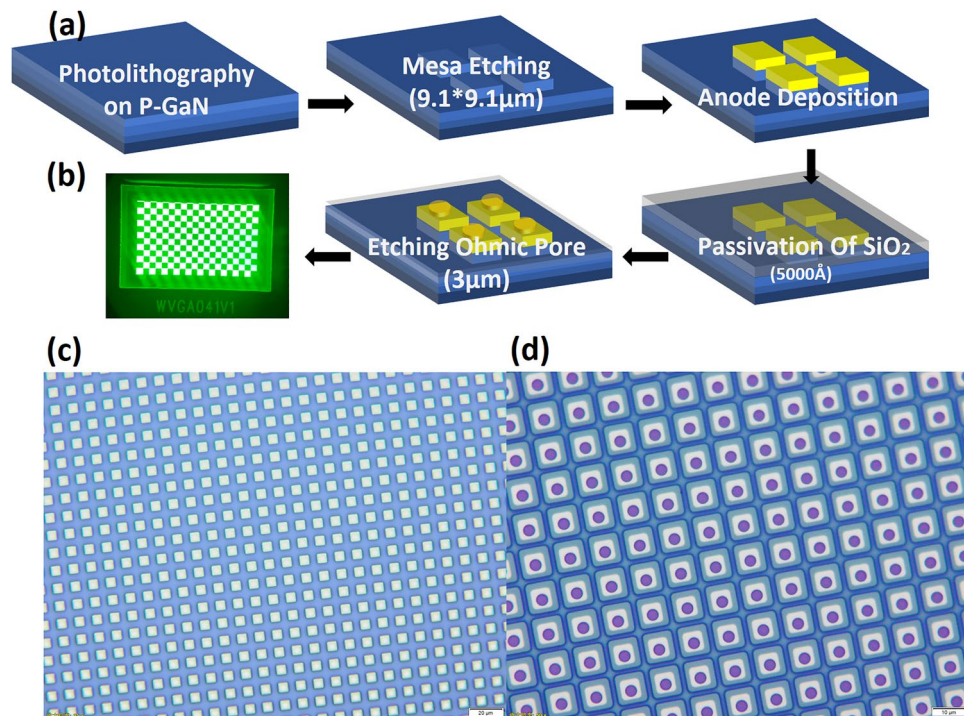 (a)
Photolithography
on P-GaN
Mesa Etching
(9.1*9.1μm)
Anode Deposition
(b)
WVGA041V1
Etching Ohmic Pore
(3μm)
Passivation Of SiO₂
(5000Å)
(c)
(d)
20 μm
10 μm